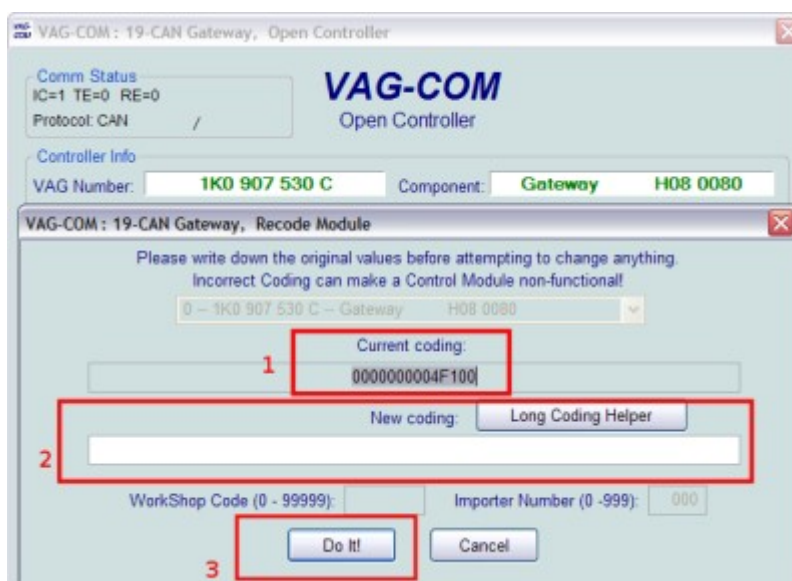 VAG-COM: 19-CAN Gateway, Open Controller
Comm Status
IC=1 TE=0 RE=0
Protocol: CAN /
VAG-COM
Open Controller
Controller Info
VAG Number: 1K0 907 530 C Component: Gateway H08 0080
VAG-COM: 19-CAN Gateway, Recode Module
Please write down the original values before attempting to change anything.
Incorrect Coding can make a Control Module non-functional!
0 -- 1K0 907 530 C -- Gateway H08 0080
Current coding:
1
0000000004F100
New coding: Long Coding Helper
2
WorkShop Code (0 - 99999): Importer Number (0 -999): 000
Do It! Cancel
3